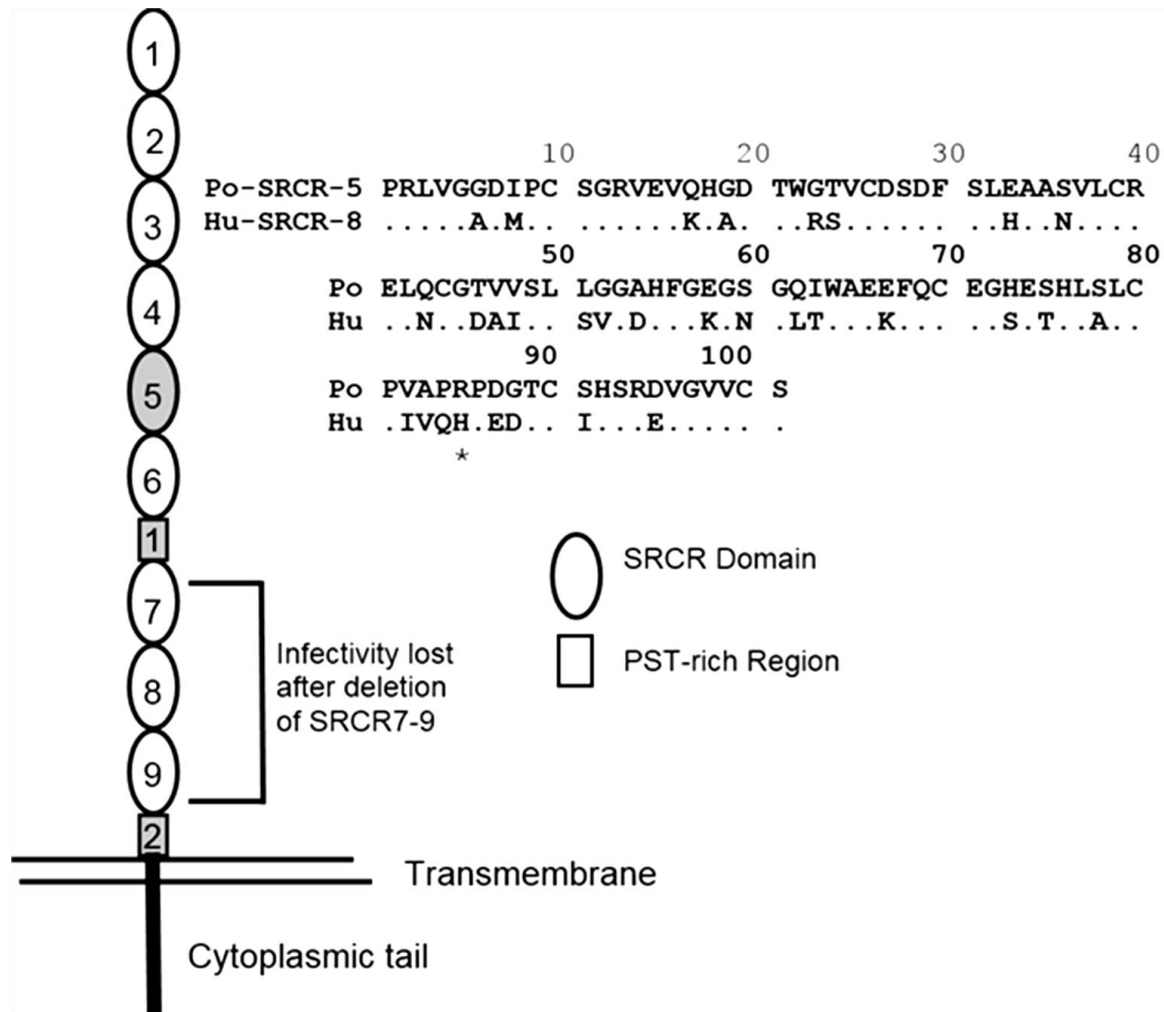 1
2
3
4
5
6
1
7
8
9
2
10 20 30 40
Po-SRCR-5 PRLVGGDIPC SGRVEVQHGD TWGTVCDSDF SLEAASVLCR
Hu-SRCR-8 .....A.M.. ......K.A. ..RS...... ..H..N....
50 60 70 80
Po ELQCGTVVSL LGGAHFGEGS GQIWAEEFQC EGHESHLSLC
Hu ..N..DAI.. SV.D...K.N .LT...K... ..S.T..A..
90 100
Po PVAPRPDGTC SHSRDVGVVC S
Hu .IVQH.ED.. I...E..... .
*
SRCR Domain
PST-rich Region
Infectivity lost
after deletion
of SRCR7-9
Transmembrane
Cytoplasmic tail